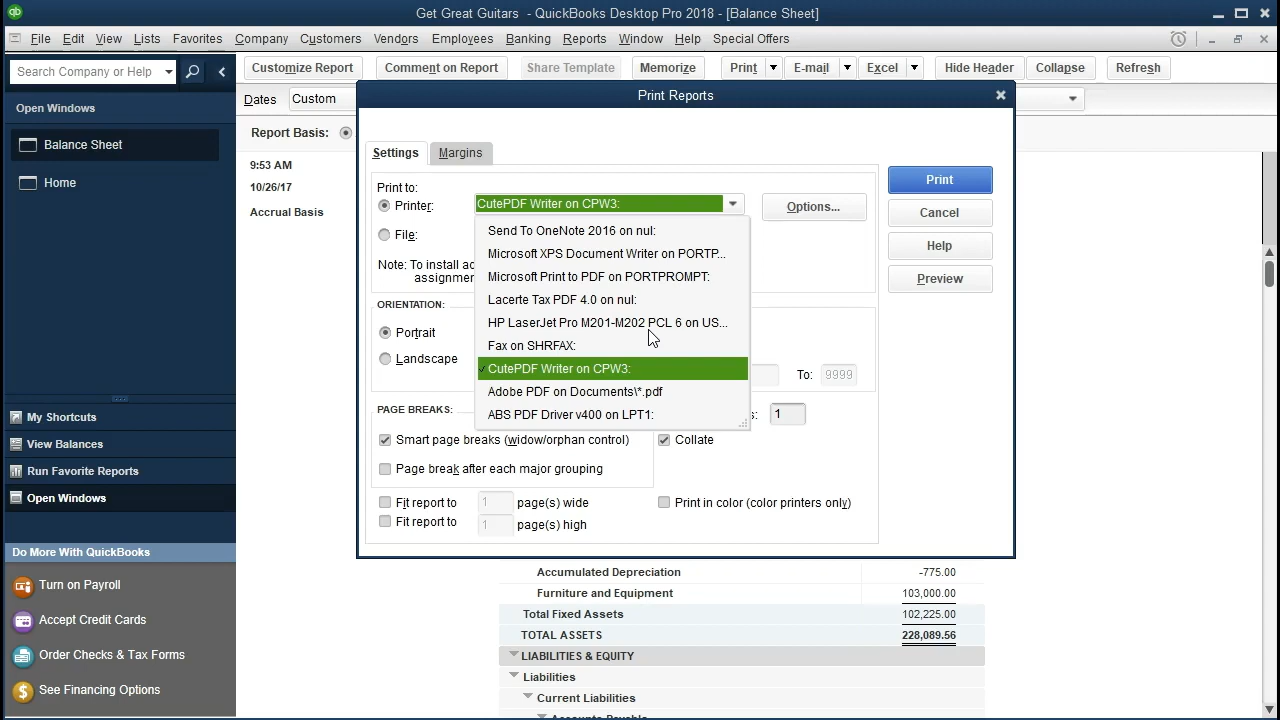 Get Great Guitars - QuickBooks Desktop Pro 2018 - [Balance Sheet]
File Edit View Lists Favorites Company Customers Vendors Employees Banking Reports Window Help Special Offers
Search Company or Help
Customize Report Comment on Report Share Template Memorize Print E-mail Excel Hide Header Collapse Refresh
Open Windows
Dates Custom
Print Reports
Balance Sheet
Home
Report Basis:
9:53 AM
10/26/17
Accrual Basis
Settings Margins
Print to:
Printer: CutePDF Writer on CPW3: Options...
File:
Note: To install ac
assignmen
Send To OneNote 2016 on nul:
Microsoft XPS Document Writer on PORTP...
Microsoft Print to PDF on PORTPROMPT:
Lacerte Tax PDF 4.0 on nul:
HP LaserJet Pro M201-M202 PCL 6 on US...
Fax on SHRFAX:
CutePDF Writer on CPW3:
Adobe PDF on Documents\*.pdf
ABS PDF Driver v400 on LPT1:
Print
Cancel
Help
Preview
ORIENTATION:
Portrait
Landscape
To: 9999
PAGE BREAKS:
s: 1
Smart page breaks (widow/orphan control) Collate
Page break after each major grouping
Fit report to 1 page(s) wide Print in color (color printers only)
Fit report to 1 page(s) high
My Shortcuts
View Balances
Run Favorite Reports
Open Windows
Do More With QuickBooks
Turn on Payroll
Accept Credit Cards
Order Checks & Tax Forms
$ See Financing Options
Accumulated Depreciation -775.00
Furniture and Equipment 103,000.00
Total Fixed Assets 102,225.00
TOTAL ASSETS 228,089.56
LIABILITIES & EQUITY
Liabilities
Current Liabilities
Accounts Payable